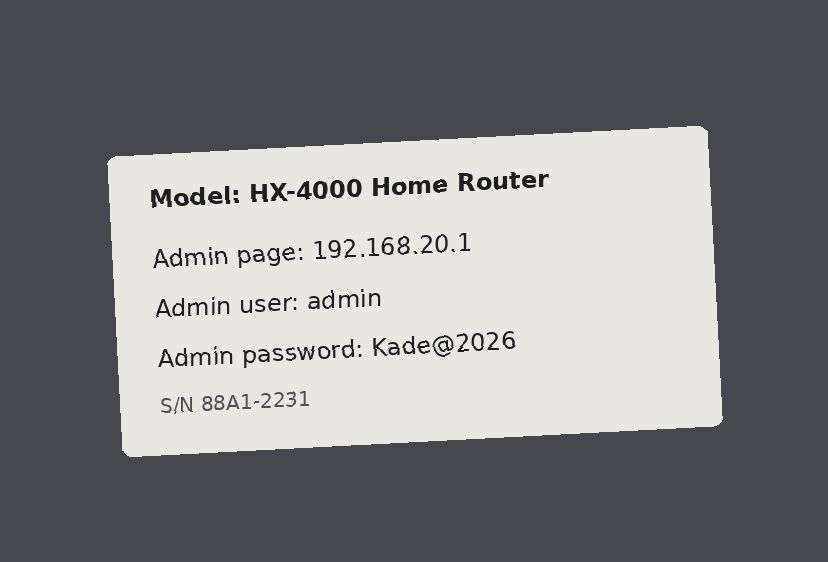 Model: HX-4000 Home Router
Admin page: 192.168.20.1
Admin user: admin
Admin password: Kade@2026
S/N 88A1-2231